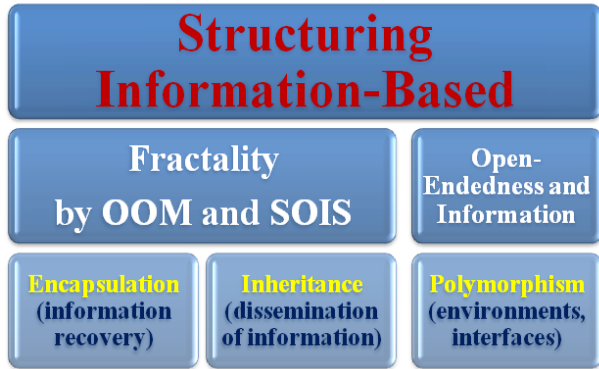 Structuring
Information-Based
Fractality
by OOM and SOIS
Open-
Endedness and
Information
Encapsulation
(information
recovery)
Inheritance
(dissemination
of information)
Polymorphism
(environments,
interfaces)